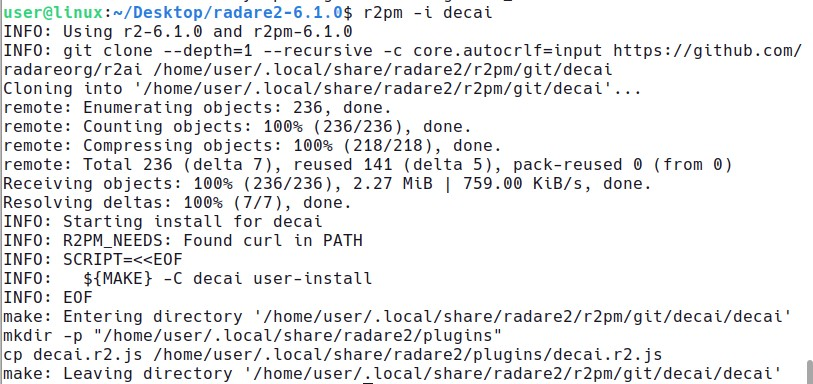 user@linux:~/Desktop/radare2-6.1.0$ r2pm -i decai
INFO: Using r2-6.1.0 and r2pm-6.1.0
INFO: git clone --depth=1 --recursive -c core.autocrlf=input https://github.com/
radareorg/r2ai /home/user/.local/share/radare2/r2pm/git/decai
Cloning into '/home/user/.local/share/radare2/r2pm/git/decai'...
remote: Enumerating objects: 236, done.
remote: Counting objects: 100% (236/236), done.
remote: Compressing objects: 100% (218/218), done.
remote: Total 236 (delta 7), reused 141 (delta 5), pack-reused 0 (from 0)
Receiving objects: 100% (236/236), 2.27 MiB | 759.00 KiB/s, done.
Resolving deltas: 100% (7/7), done.
INFO: Starting install for decai
INFO: R2PM_NEEDS: Found curl in PATH
INFO: SCRIPT=<<EOF
INFO:   ${MAKE} -C decai user-install
INFO: EOF
make: Entering directory '/home/user/.local/share/radare2/r2pm/git/decai/decai'
mkdir -p "/home/user/.local/share/radare2/plugins"
cp decai.r2.js /home/user/.local/share/radare2/plugins/decai.r2.js
make: Leaving directory '/home/user/.local/share/radare2/r2pm/git/decai/decai'